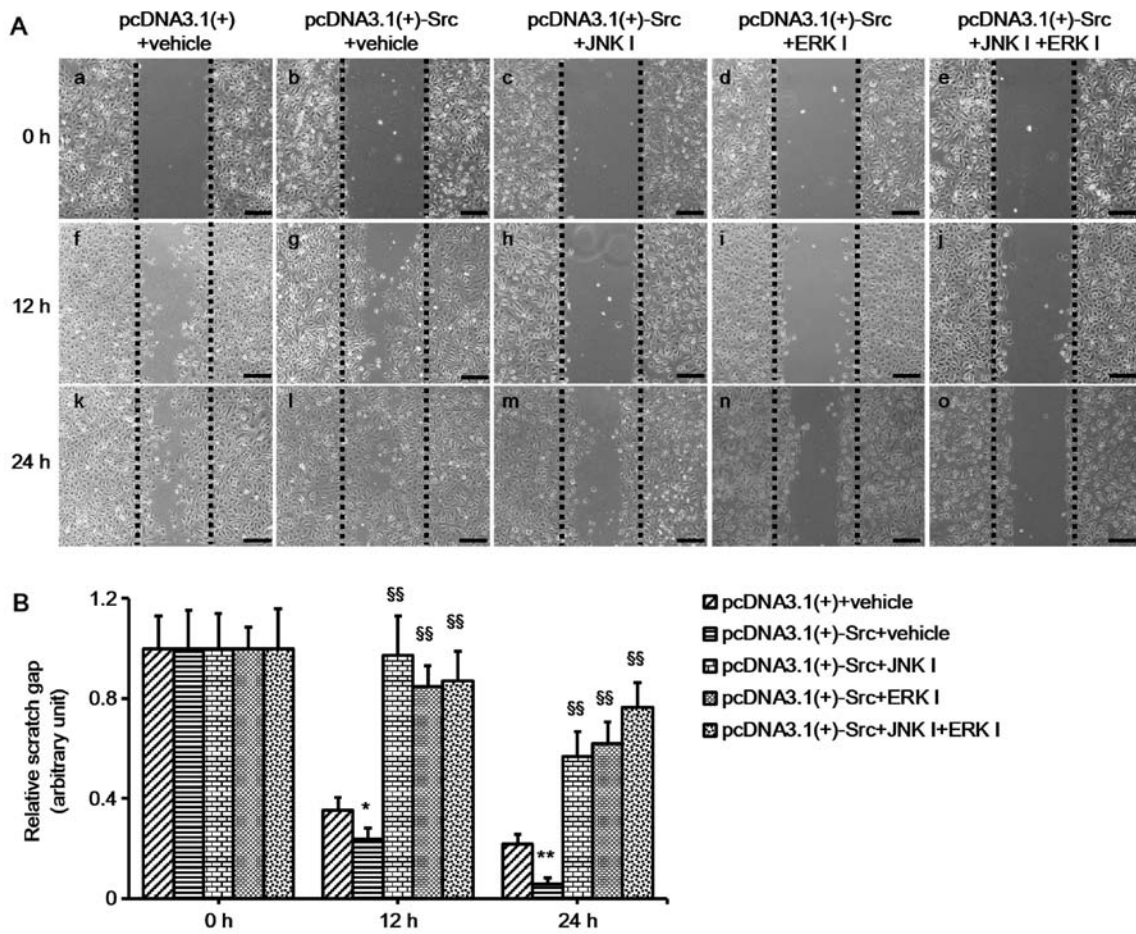 A
pcDNA3.1(+)
+vehicle
pcDNA3.1(+)-Src
+vehicle
pcDNA3.1(+)-Src
+JNK I
pcDNA3.1(+)-Src
+ERK I
pcDNA3.1(+)-Src
+JNK I +ERK I
0 h
a
b
c
d
e
12 h
f
g
h
i
j
24 h
k
l
m
n
o
B
Relative scratch gap
(arbitrary unit)
1.2
0.8
0.4
0
*
§§
§§
§§
**
§§
§§
§§
0 h
12 h
24 h
pcDNA3.1(+)+vehicle
pcDNA3.1(+)-Src+vehicle
pcDNA3.1(+)-Src+JNK I
pcDNA3.1(+)-Src+ERK I
pcDNA3.1(+)-Src+JNK I+ERK I